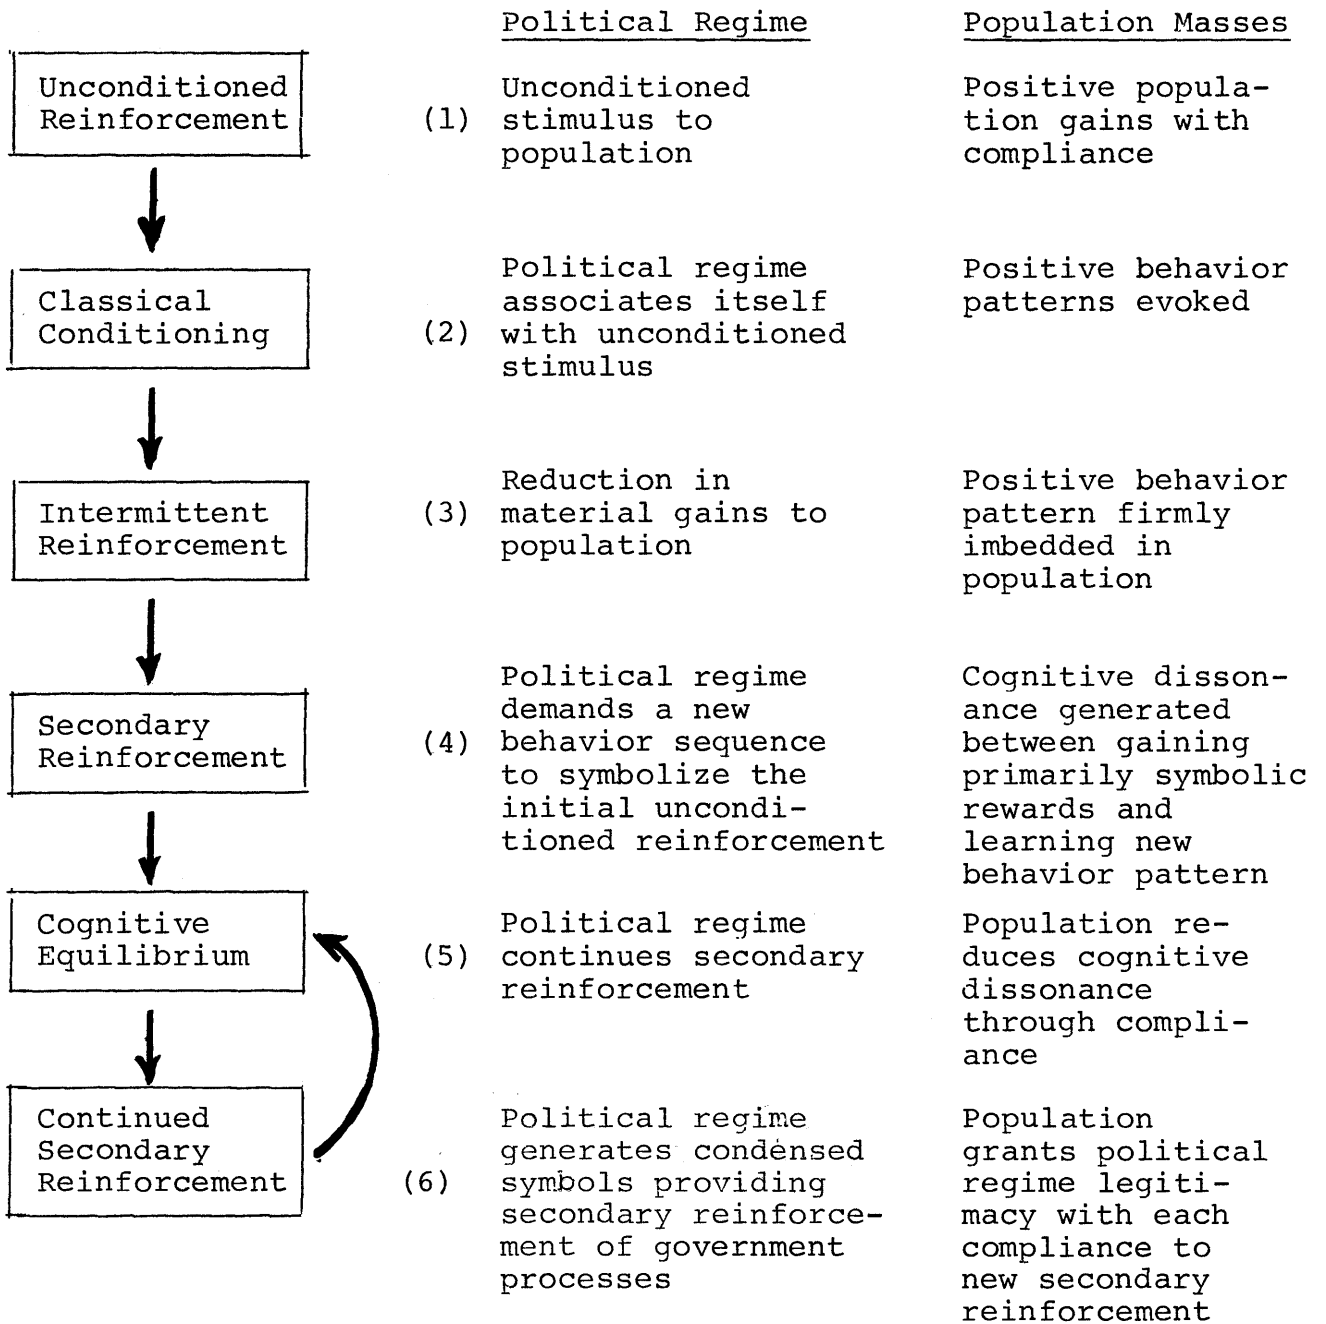 Political Regime
Population Masses
Unconditioned
Reinforcement
(1)
Unconditioned
stimulus to
population
Positive popula-
tion gains with
compliance
Classical
Conditioning
(2)
Political regime
associates itself
with unconditioned
stimulus
Positive behavior
patterns evoked
Intermittent
Reinforcement
(3)
Reduction in
material gains to
population
Positive behavior
pattern firmly
imbedded in
population
Secondary
Reinforcement
(4)
Political regime
demands a new
behavior sequence
to symbolize the
initial uncondi-
tioned reinforcement
Cognitive disson-
ance generated
between gaining
primarily symbolic
rewards and
learning new
behavior pattern
Cognitive
Equilibrium
(5)
Political regime
continues secondary
reinforcement
Population re-
duces cognitive
dissonance
through compli-
ance
Continued
Secondary
Reinforcement
(6)
Political regime
generates condensed
symbols providing
secondary reinforce-
ment of government
processes
Population
grants political
regime legiti-
macy with each
compliance to
new secondary
reinforcement